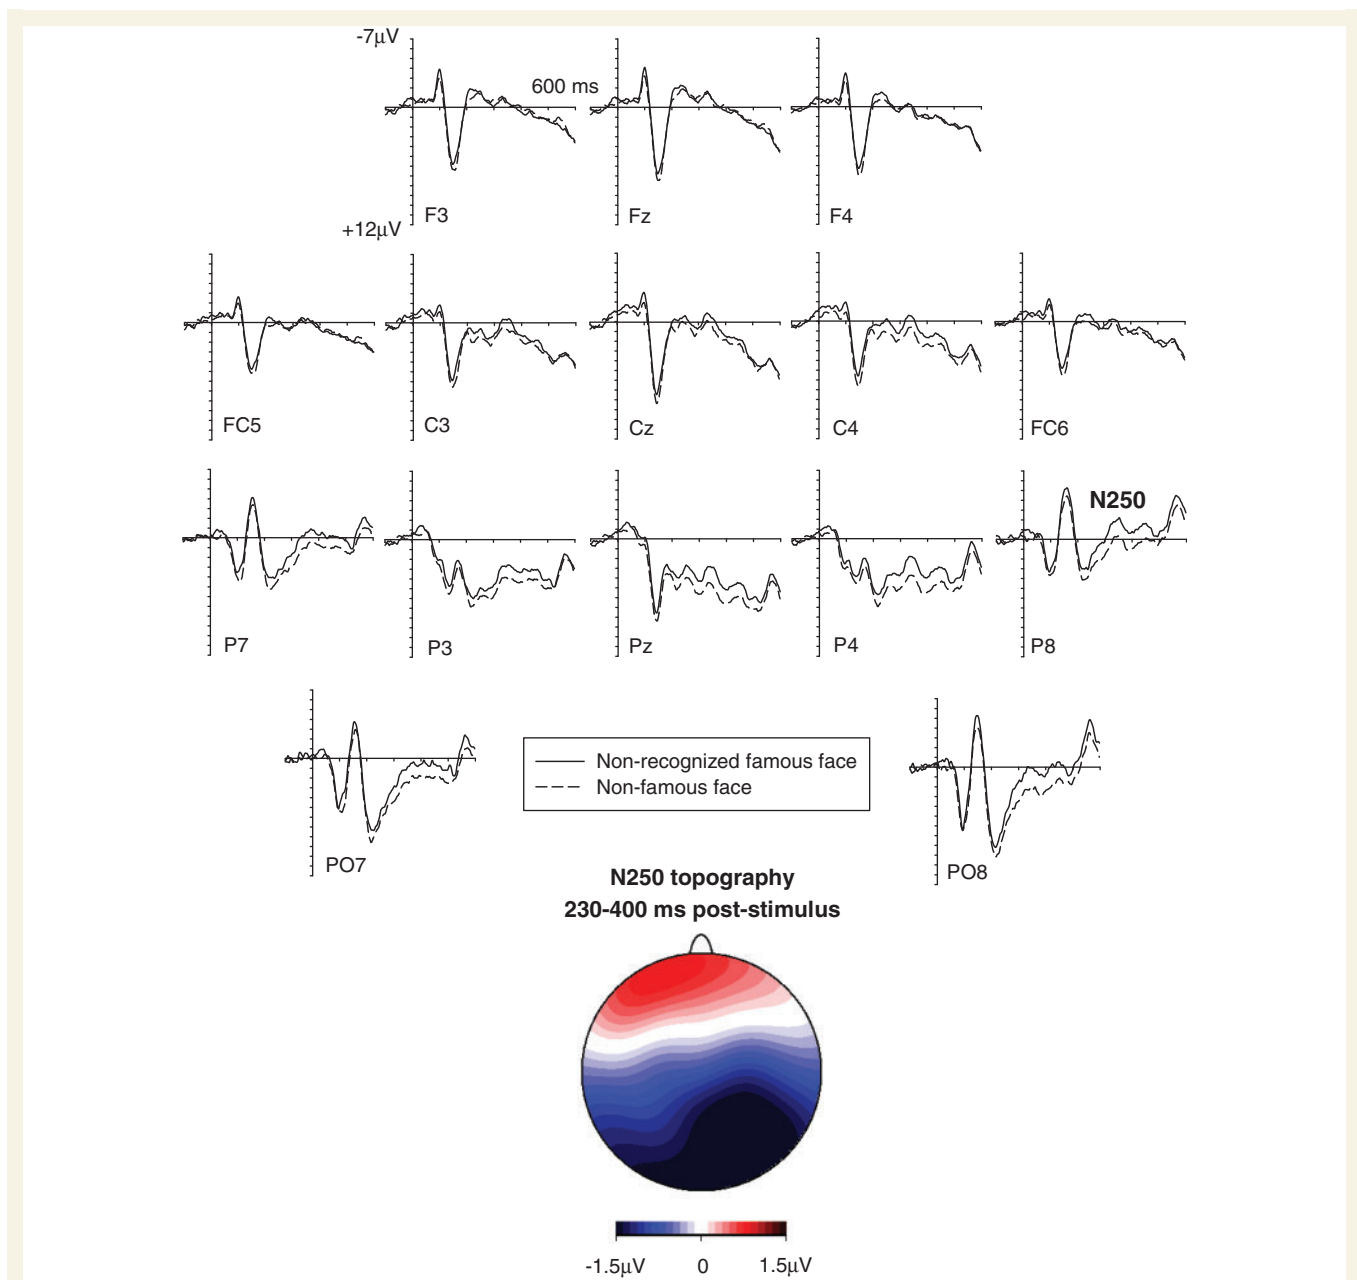 -7μV
600 ms
F3
Fz
F4
+12μV
FC5
C3
Cz
C4
FC6
N250
P7
P3
Pz
P4
P8
Non-recognized famous face
Non-famous face
PO7
PO8
N250 topography
230-400 ms post-stimulus
-1.5μV
0
1.5μV